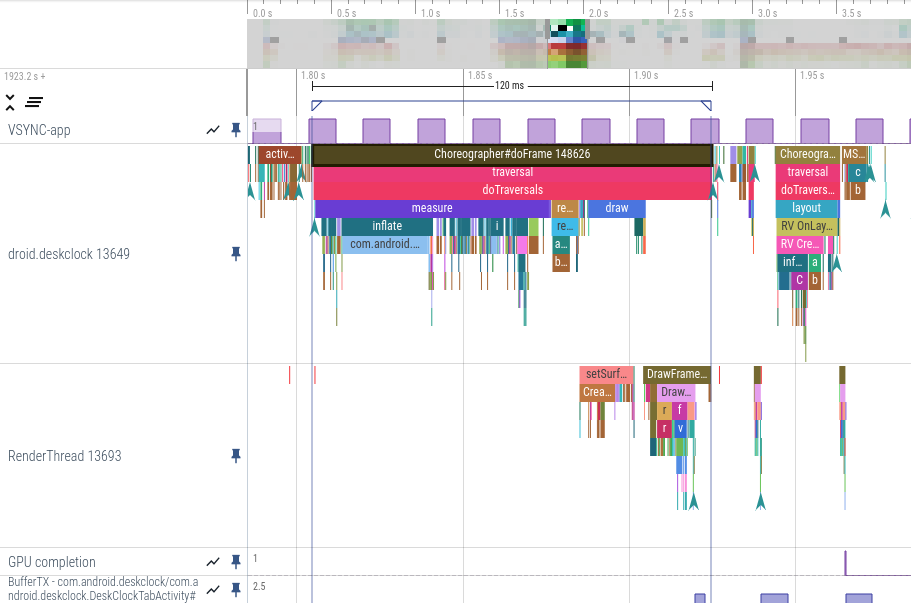 0.0 s 0.5 s 1.0 s 1.5 s 2.0 s 2.5 s 3.0 s 3.5 s
1923.2 s +
1.80 s 1.85 s 1.90 s 1.95 s
120 ms
VSYNC-app
1
activ... Choreographer#doFrame 148626 Choreogra... MS...
traversal traversal c
doTraversals doTravers... b
measure re... draw layout
inflate i re... RV OnLay...
droid.deskclock 13649
com.android.... a... RV Cre...
b... inf... a
C b
setSurf... DrawFrame...
Crea... Draw...
r f
r v
RenderThread 13693
GPU completion
1
BufferTX - com.android.deskclock/com.a
ndroid.deskclock.DeskClockTabActivity#
2.5